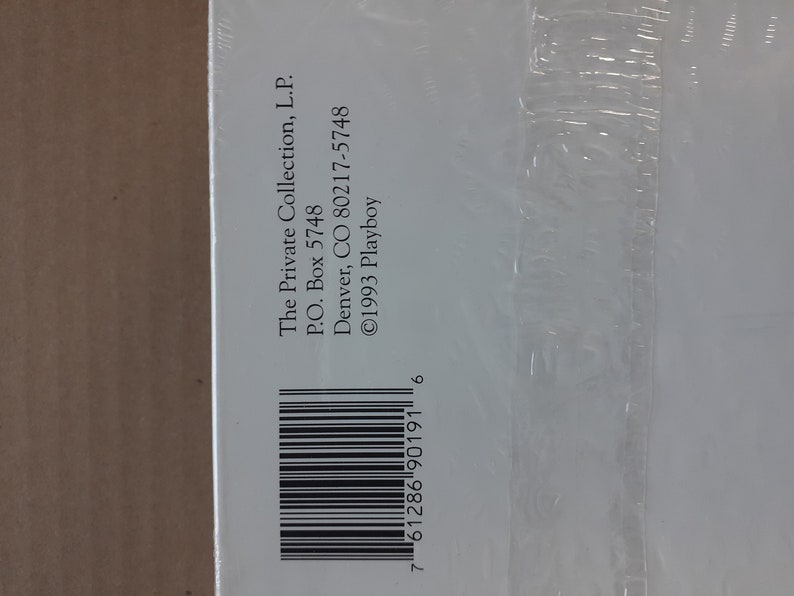 The Private Collection, L.P.
P.O. Box 5748
Denver, CO 80217-5748
©1993 Playboy
7 61286 90191 6